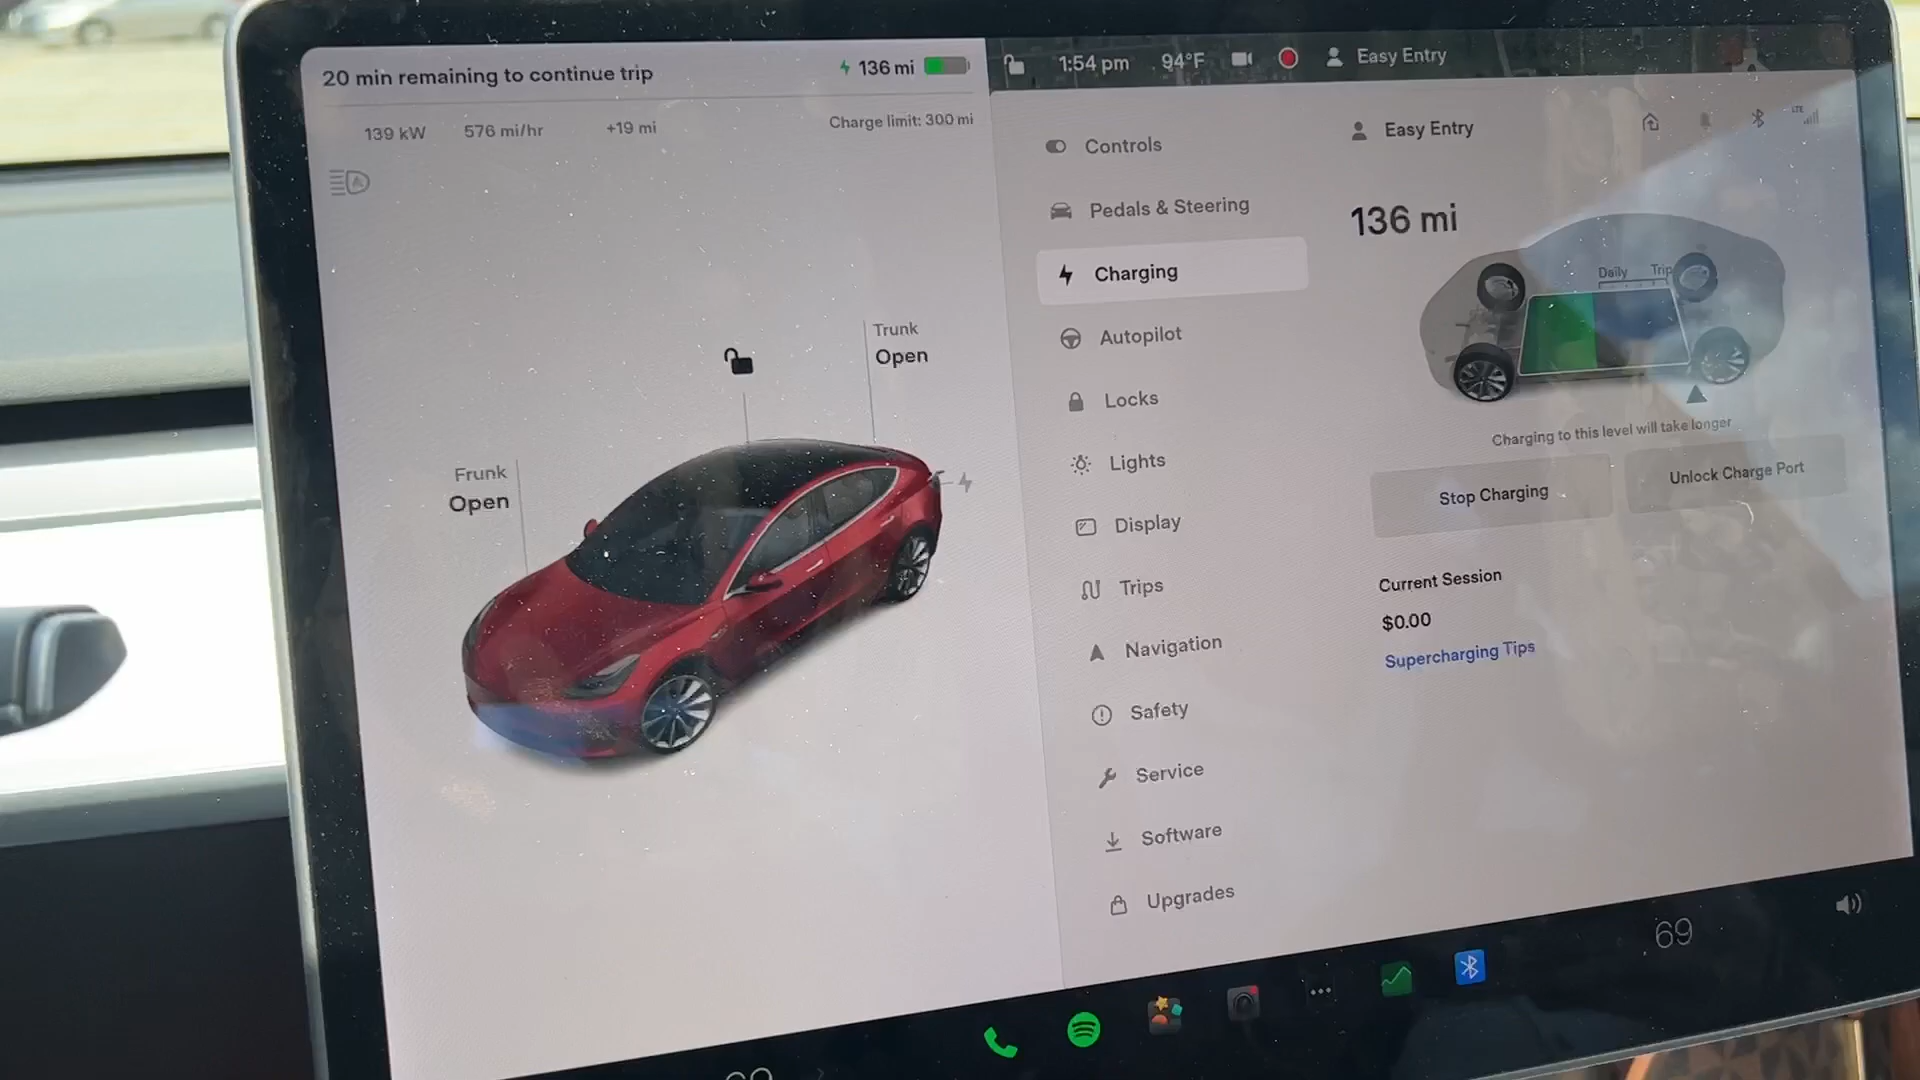 20 min remaining to continue trip
136 mi
139 kW
576 mi/hr
+19 mi
Charge limit: 300 mi
Trunk
Open
Frunk
Open
1:54 pm
94°F
Easy Entry
Controls
Pedals & Steering
Charging
Autopilot
Locks
Lights
Display
Trips
Navigation
Safety
Service
Software
Upgrades
Easy Entry
LTE
136 mi
Daily
Trip
Charging to this level will take longer
Stop Charging
Unlock Charge Port
Current Session
$0.00
Supercharging Tips
69